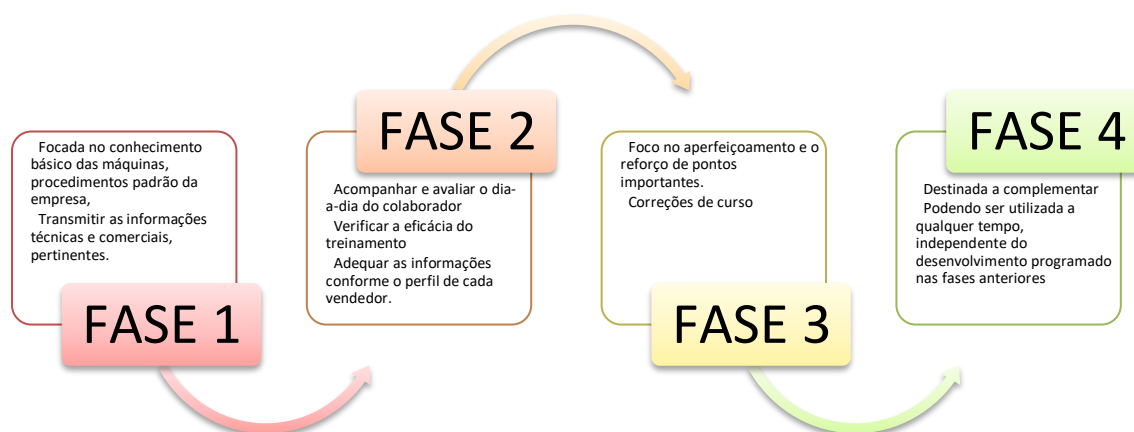 Focada no conhecimento
básico das máquinas,
procedimentos padrão da
empresa,
Transmitir as informações
técnicas e comerciais,
pertinentes.
FASE 1
FASE 2
Acompanhar e avaliar o dia-
a-dia do colaborador
Verificar a eficácia do
treinamento
Adequar as informações
conforme o perfil de cada
vendedor.
Foco no aperfeiçoamento e o
reforço de pontos
importantes.
Correções de curso
FASE 3
FASE 4
Destinada a complementar
Podendo ser utilizada a
qualquer tempo,
independente do
desenvolvimento programado
nas fases anteriores